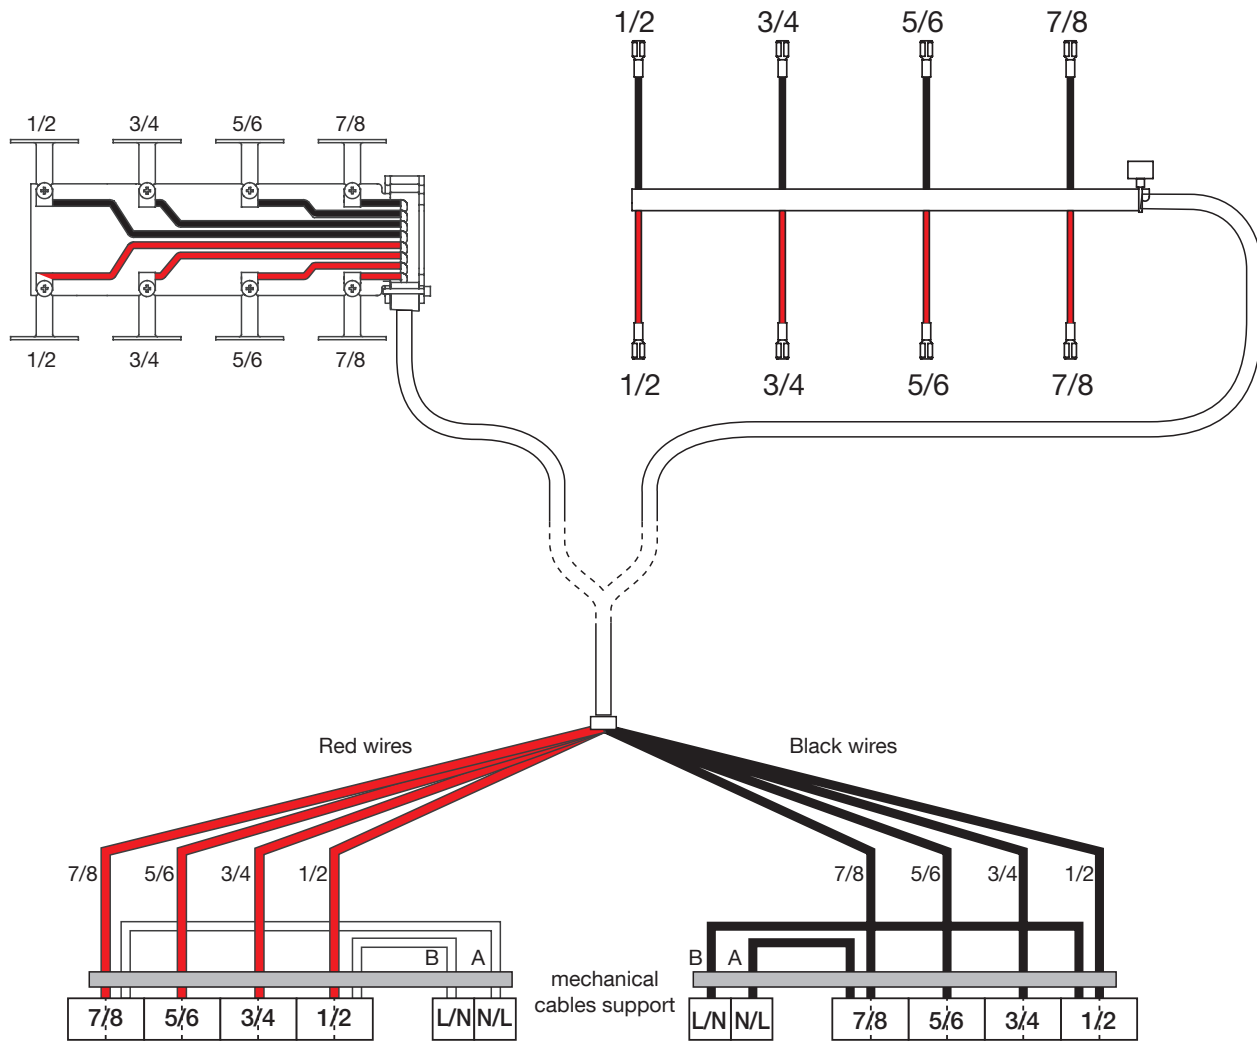 1/2 3/4 5/6 7/8
1/2 3/4 5/6 7/8
1/2 3/4 5/6 7/8
1/2 3/4 5/6 7/8
Red wires
Black wires
7/8 5/6 3/4 1/2
7/8 5/6 3/4 1/2
B A
B A
mechanical
cables support
7/8 5/6 3/4 1/2 L/N N/L
L/N N/L 7/8 5/6 3/4 1/2